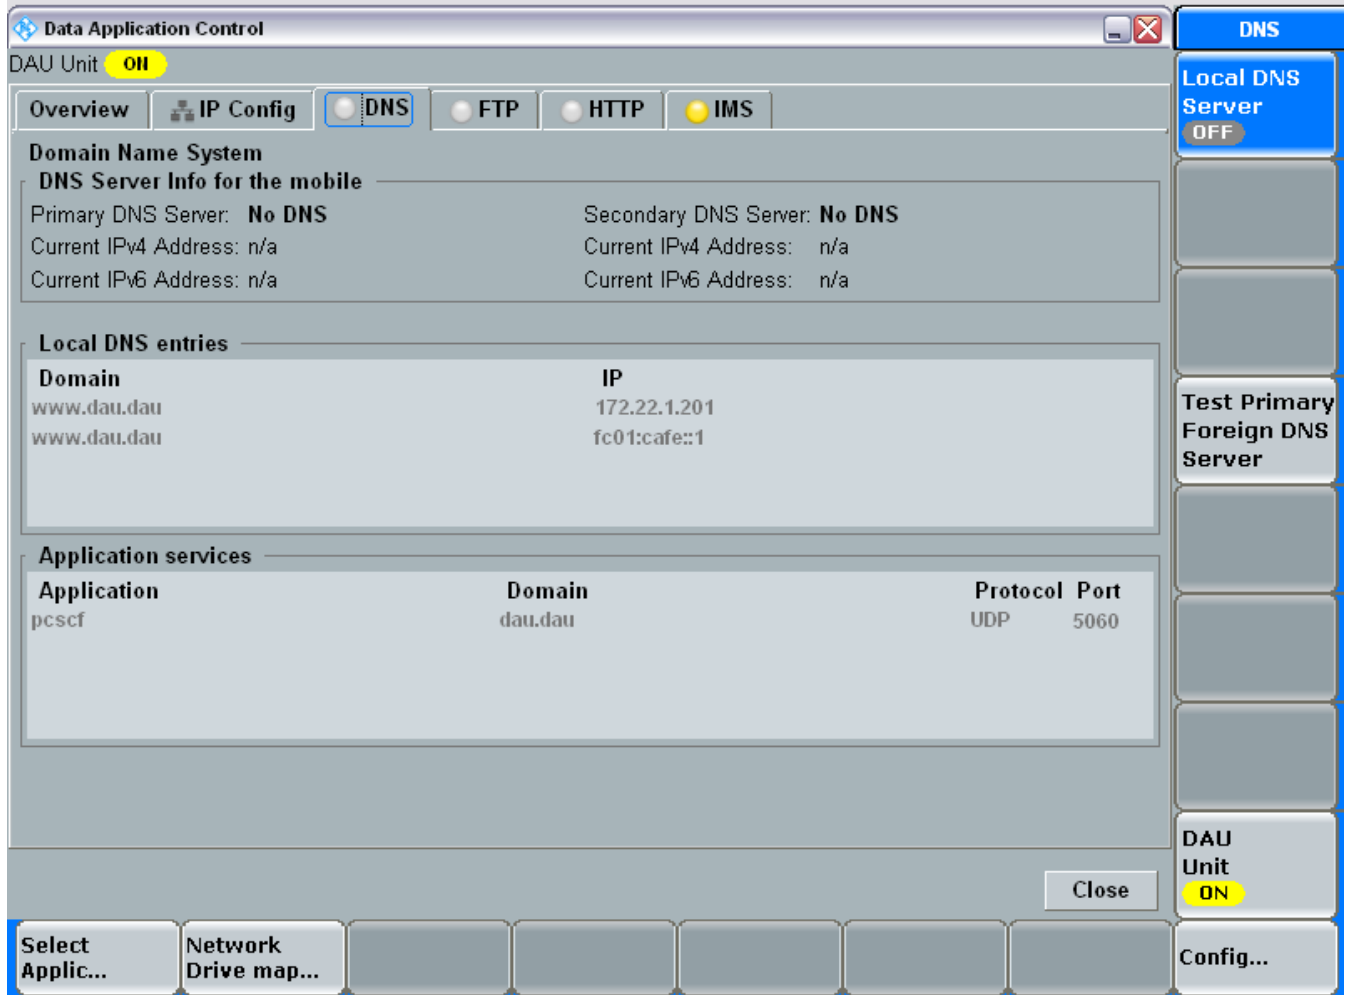 Data Application Control
DNS
DAU Unit ON
Local DNS
Server
OFF
Overview IP Config DNS FTP HTTP IMS
Domain Name System
DNS Server Info for the mobile
Primary DNS Server: No DNS Secondary DNS Server: No DNS
Current IPv4 Address: n/a Current IPv4 Address: n/a
Current IPv6 Address: n/a Current IPv6 Address: n/a
Local DNS entries
Domain IP
www.dau.dau 172.22.1.201
www.dau.dau fc01:cafe::1
Test Primary
Foreign DNS
Server
Application services
Application Domain Protocol Port
pcscf dau.dau UDP 5060
DAU
Unit
ON
Close
Select
Applic...
Network
Drive map...
Config...